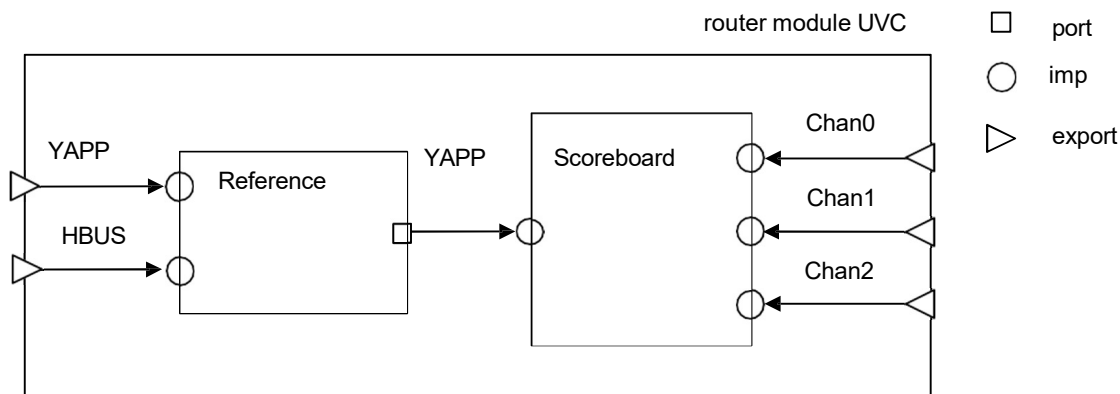 router module UVC
port
imp
export
YAPP
HBUS
Reference
YAPP
Scoreboard
Chan0
Chan1
Chan2